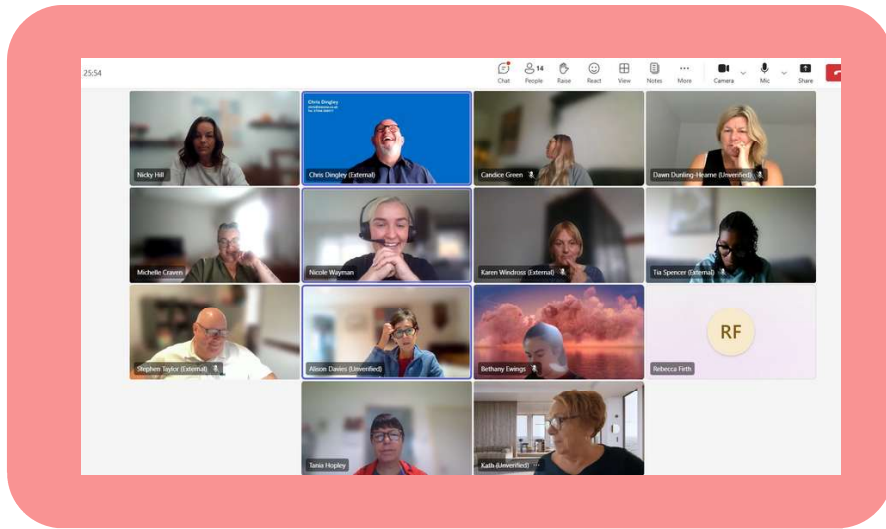 25:54
14
Chat People Raise React View Notes More Camera Mic Share
Chris Dingley
Nicky Hill
Chris Dingley (External)
Candice Green
Dawn Dunling-Hearne (Unverified)
Michelle Craven
Nicole Wayman
Karen Windross (External)
Tia Spencer (External)
Stephen Taylor (External)
Alison Davies (Unverified)
Bethany Ewings
RF
Rebecca Firth
Tania Hopley
Kath (Unverified)